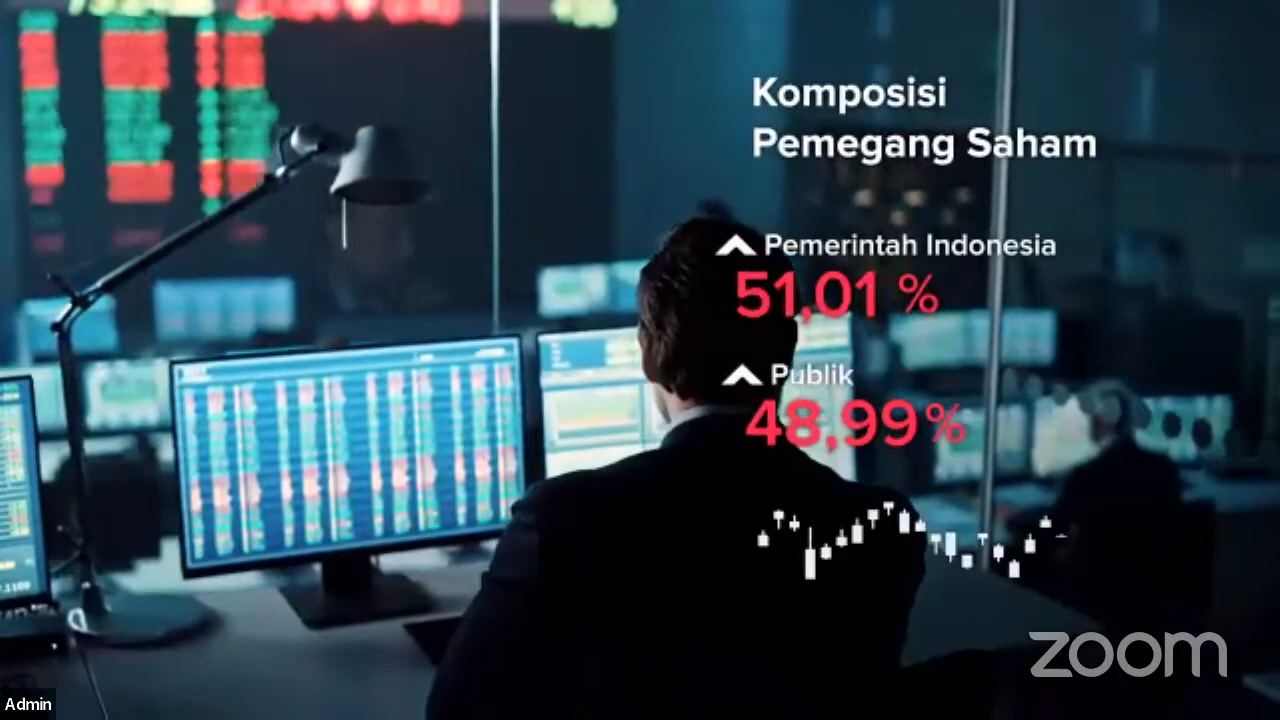 Komposisi
Pemegang Saham
Pemerintah Indonesia
51,01 %
Publik
48,99%
zoom
Admin